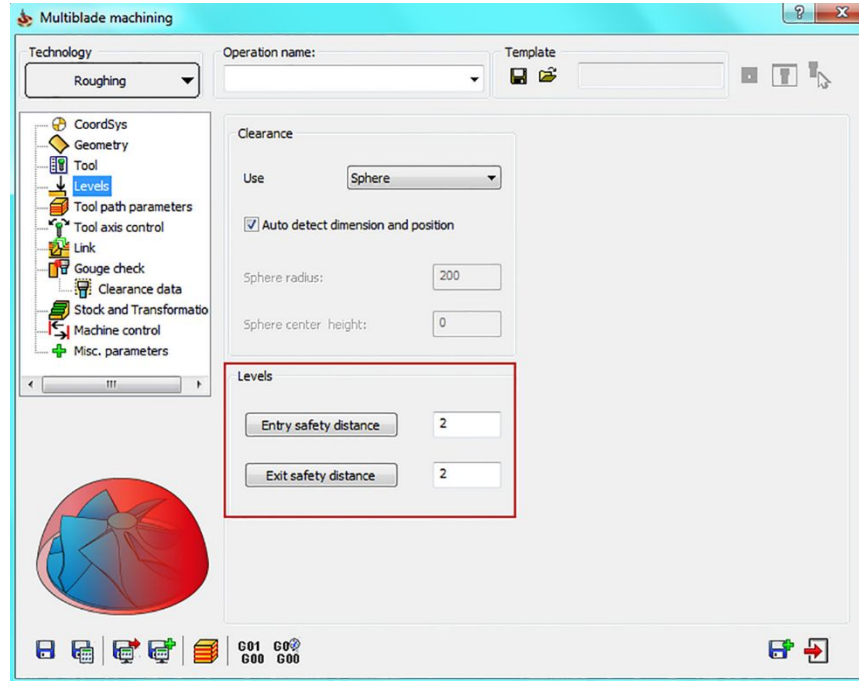 Multiblade machining
Technology
Operation name:
Template
Roughing
CoordSys
Geometry
Tool
Levels
Tool path parameters
Tool axis control
Link
Gouge check
Clearance data
Stock and Transformatio
Machine control
Misc. parameters
Clearance
Use
Sphere
Auto detect dimension and position
Sphere radius:
200
Sphere center height:
0
Levels
Entry safety distance
2
Exit safety distance
2
G01 G0
G00 G00